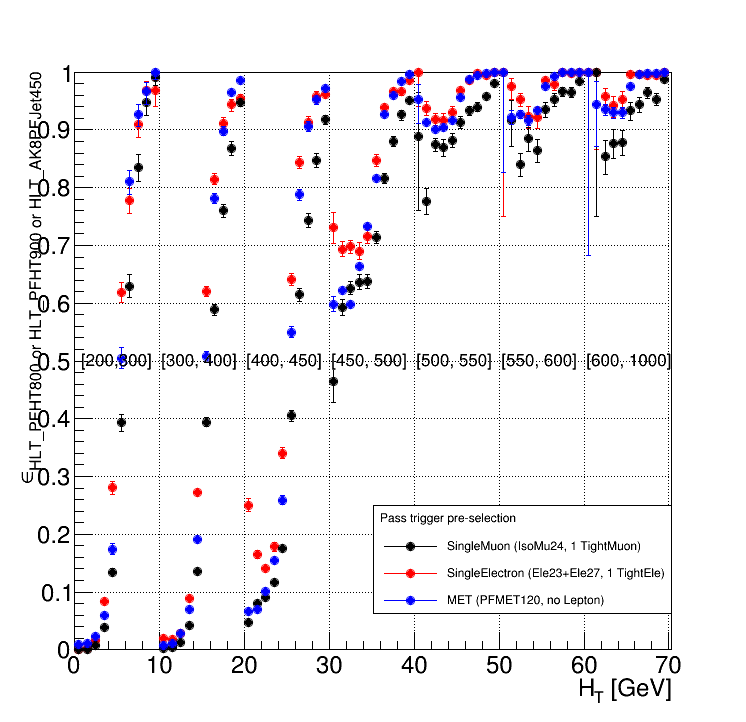 ∈HLT_PFHT800 or HLT_PFHT900 or HLT_AK8PFJet450
1
0.9
0.8
0.7
0.6
0.5
0.4
0.3
0.2
0.1
0
[200,300] [300, 400] [400, 450] [450, 500] [500, 550] [550, 600] [600, 1000]
Pass trigger pre-selection
SingleMuon (IsoMu24, 1 TightMuon)
SingleElectron (Ele23+Ele27, 1 TightEle)
MET (PFMET120, no Lepton)
0 10 20 30 40 50 60 70
HT [GeV]